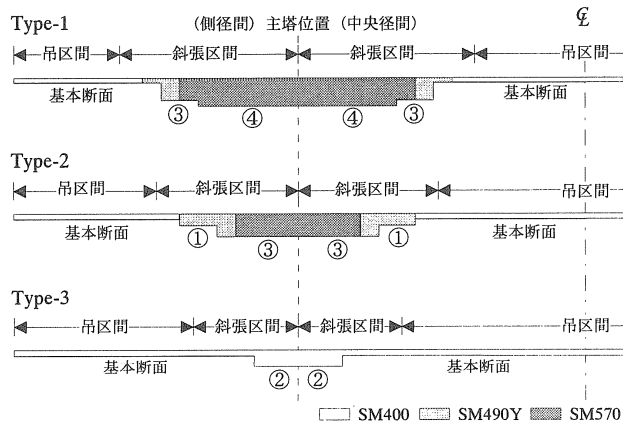 Type-1 (側径間) 主塔位置 (中央径間) ℄
吊区間 斜張区間 斜張区間 吊区間
基本断面 ③ ④ ④ ③ 基本断面
Type-2
吊区間 斜張区間 斜張区間 吊区間
基本断面 ① ③ ③ ① 基本断面
Type-3
吊区間 斜張区間 斜張区間 吊区間
基本断面 ② ② 基本断面
SM400 SM490Y SM570